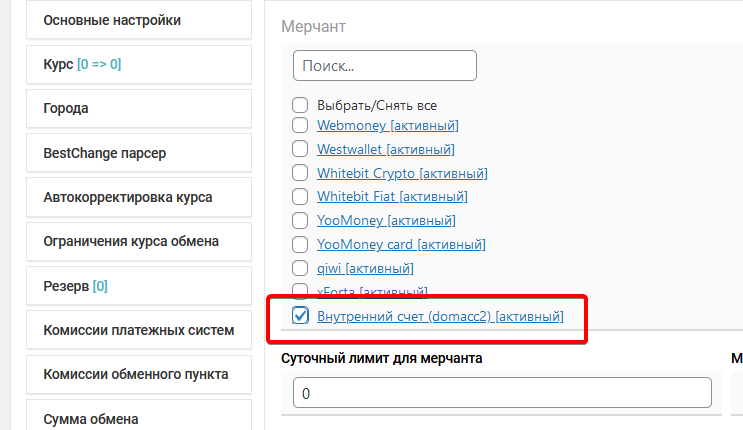 Основные настройки
Курс [0 => 0]
Города
BestChange парсер
Автокорректировка курса
Ограничения курса обмена
Резерв [0]
Комиссии платежных систем
Комиссии обменного пункта
Сумма обмена
Мерчант
Поиск...
Выбрать/Снять все
Webmoney [активный]
Westwallet [активный]
Whitebit Crypto [активный]
Whitebit Fiat [активный]
YooMoney [активный]
YooMoney card [активный]
qiwi [активный]
xForta [активный]
Внутренний счет (domacc2) [активный]
Суточный лимит для мерчанта
М
0